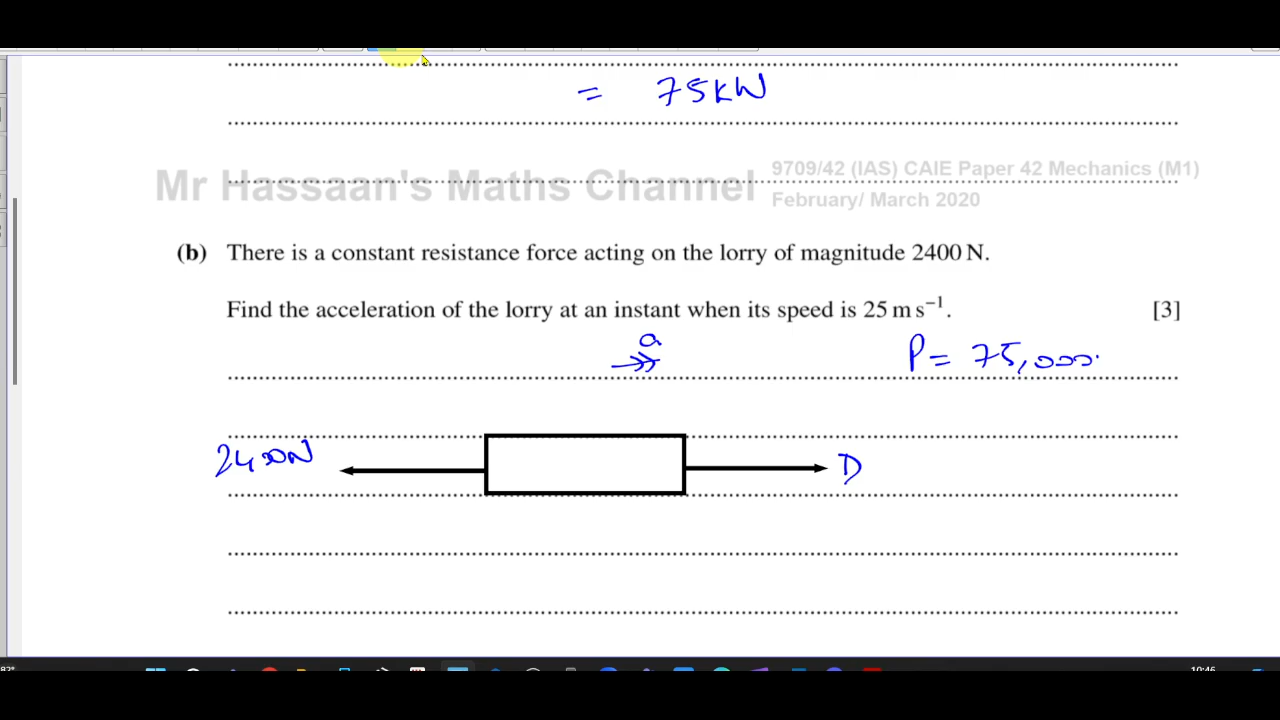 = 75kW
Mr Hassaan's Maths Channel
9709/42 (IAS) CAIE Paper 42 Mechanics (M1)
February/ March 2020
(b) There is a constant resistance force acting on the lorry of magnitude 2400 N.
Find the acceleration of the lorry at an instant when its speed is 25 m s⁻¹. [3]
a
P = 75,000.
2400N
D
10:46